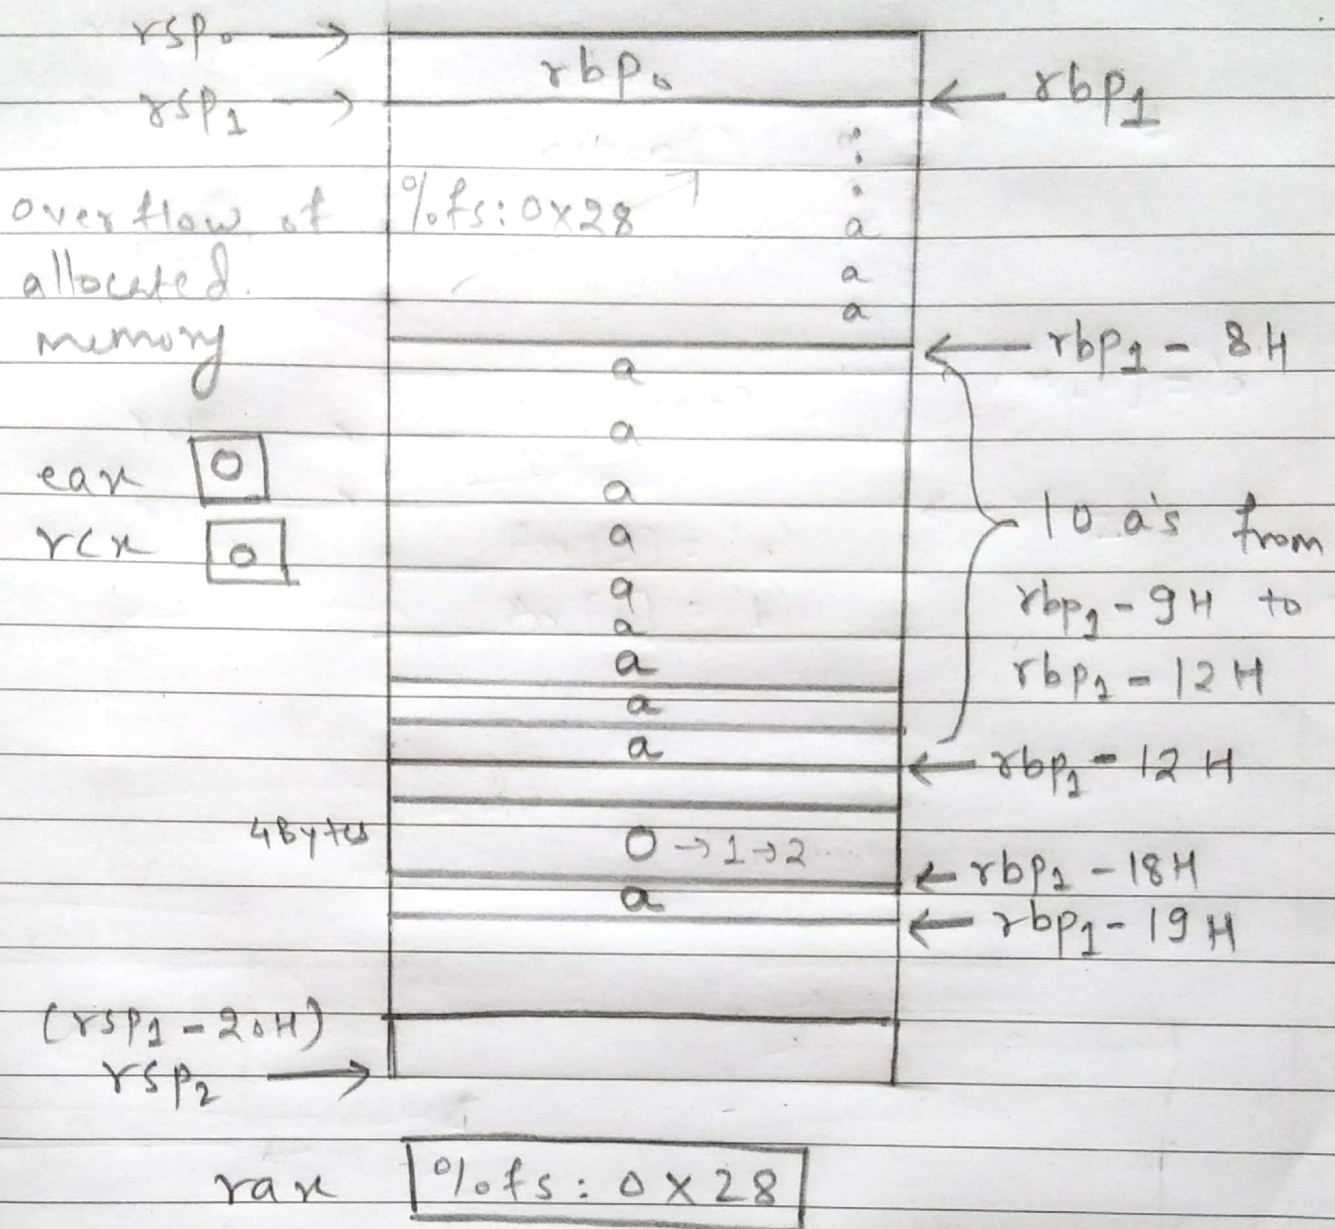 rsp₀ →
rbp₀
rsp₁ →
← rbp₁
overflow of
allocated
memory
%fs:0x28
a
a
a
← rbp₁ - 8H
a
a
a
a
a
a
a
a
a
eax 0
rcx 0
10 a's from
rbp₁ - 9H to
rbp₁ - 12H
← rbp₁ - 12H
4Bytes
0 → 1 → 2
← rbp₁ - 18H
a
← rbp₁ - 19H
(rsp₁ - 20H)
rsp₂ →
rax %fs: 0x28